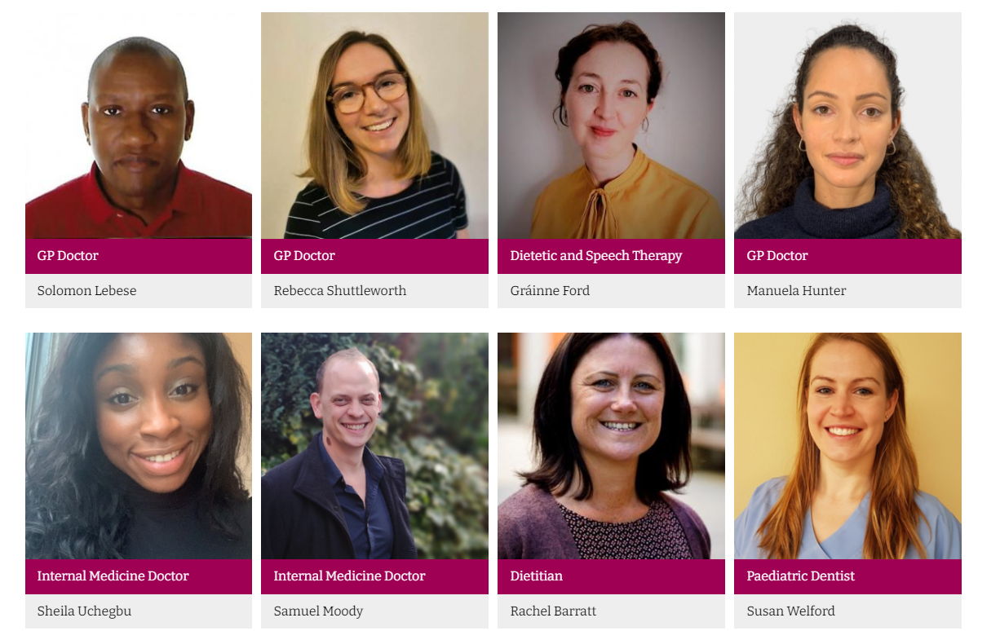 GP Doctor
Solomon Lebese
GP Doctor
Rebecca Shuttleworth
Dietetic and Speech Therapy
Gráinne Ford
GP Doctor
Manuela Hunter
Internal Medicine Doctor
Sheila Uchegbu
Internal Medicine Doctor
Samuel Moody
Dietitian
Rachel Barratt
Paediatric Dentist
Susan Welford